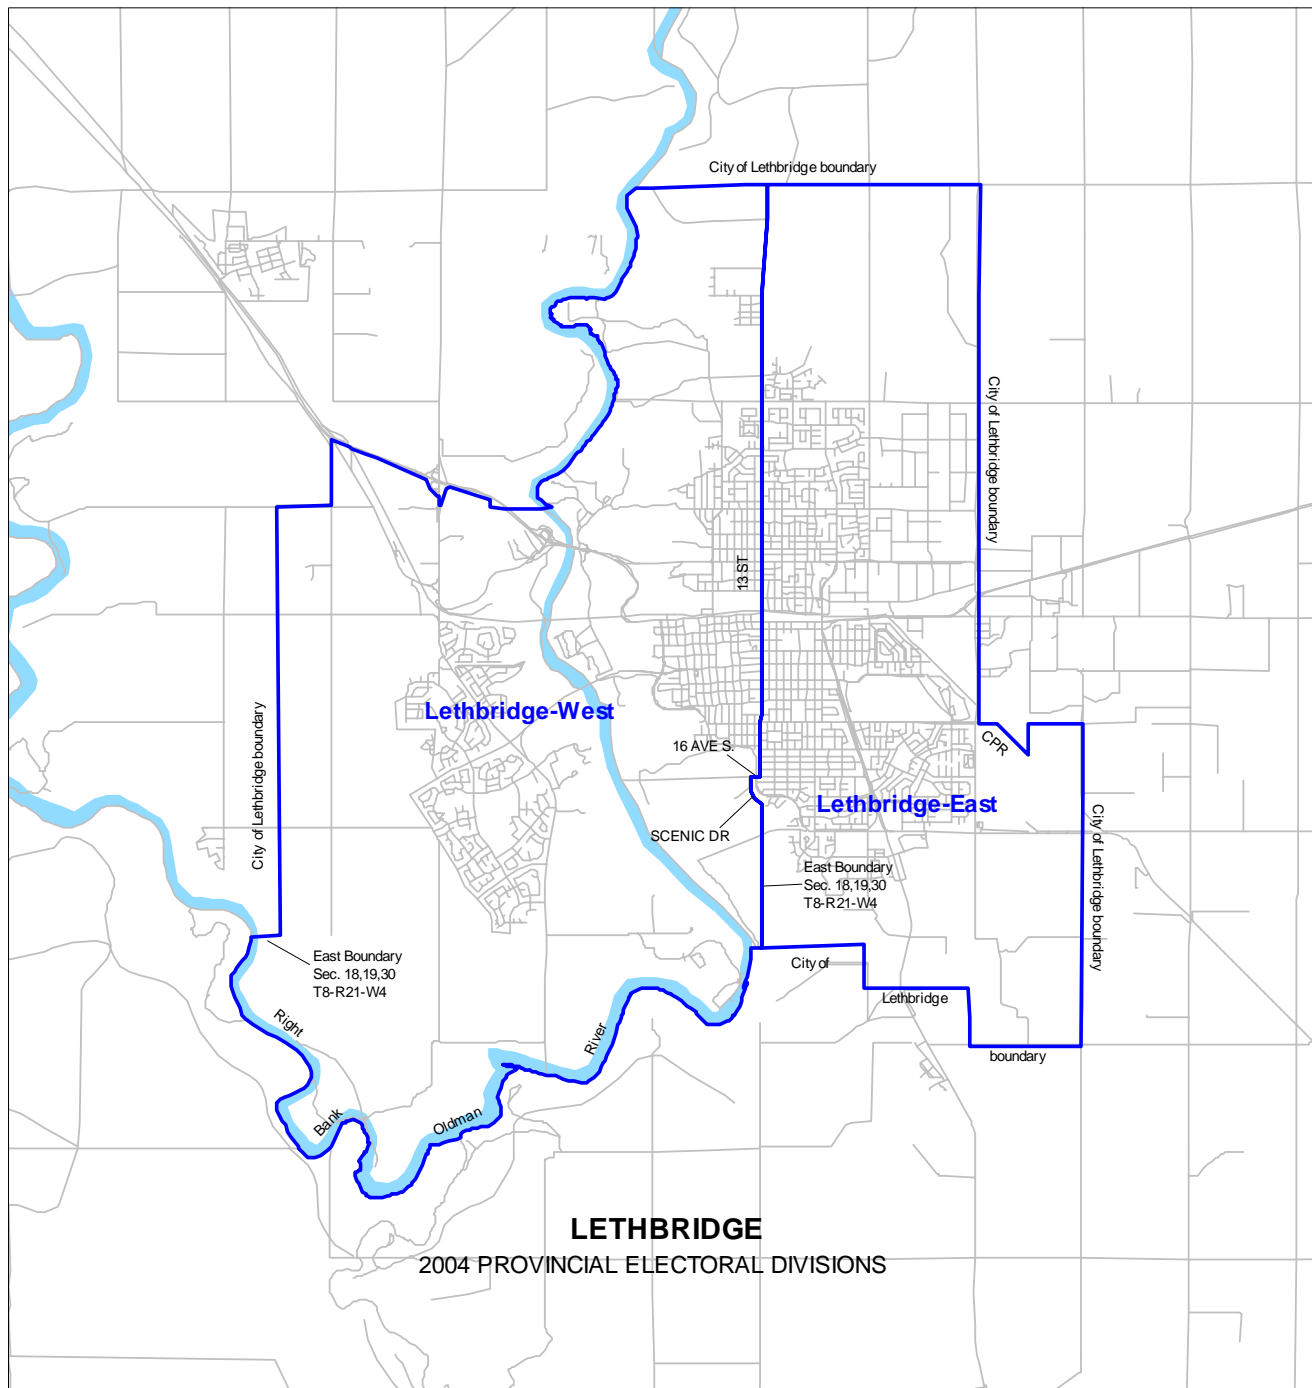 City of Lethbridge boundary
City of Lethbridge boundary
13 ST
Lethbridge-West
City of Lethbridge boundary
CPR
16 AVE S.
Lethbridge-East
SCENIC DR
City of Lethbridge boundary
East Boundary
Sec. 18,19,30
T8-R21-W4
East Boundary
Sec. 18,19,30
T8-R21-W4
City of
Lethbridge
boundary
Right
Bank
Oldman
River
LETHBRIDGE
2004 PROVINCIAL ELECTORAL DIVISIONS